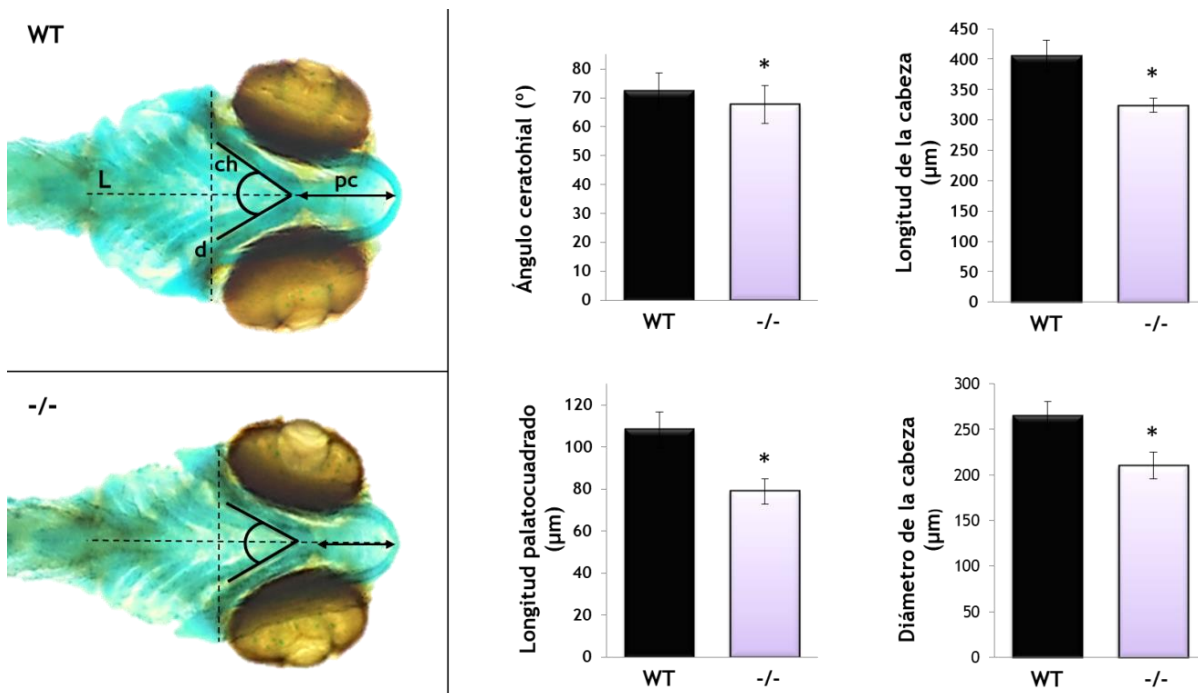 WT
ch
L
pc
d
-/-
Ángulo ceratohial (º)
80
70
60
50
40
30
20
10
0
*
WT
-/-
Longitud de la cabeza
(µm)
450
400
350
300
250
200
150
100
50
0
*
WT
-/-
Longitud palatocuadrado
(µm)
120
100
80
60
40
20
0
*
WT
-/-
Diámetro de la cabeza
(µm)
300
250
200
150
100
50
0
*
WT
-/-